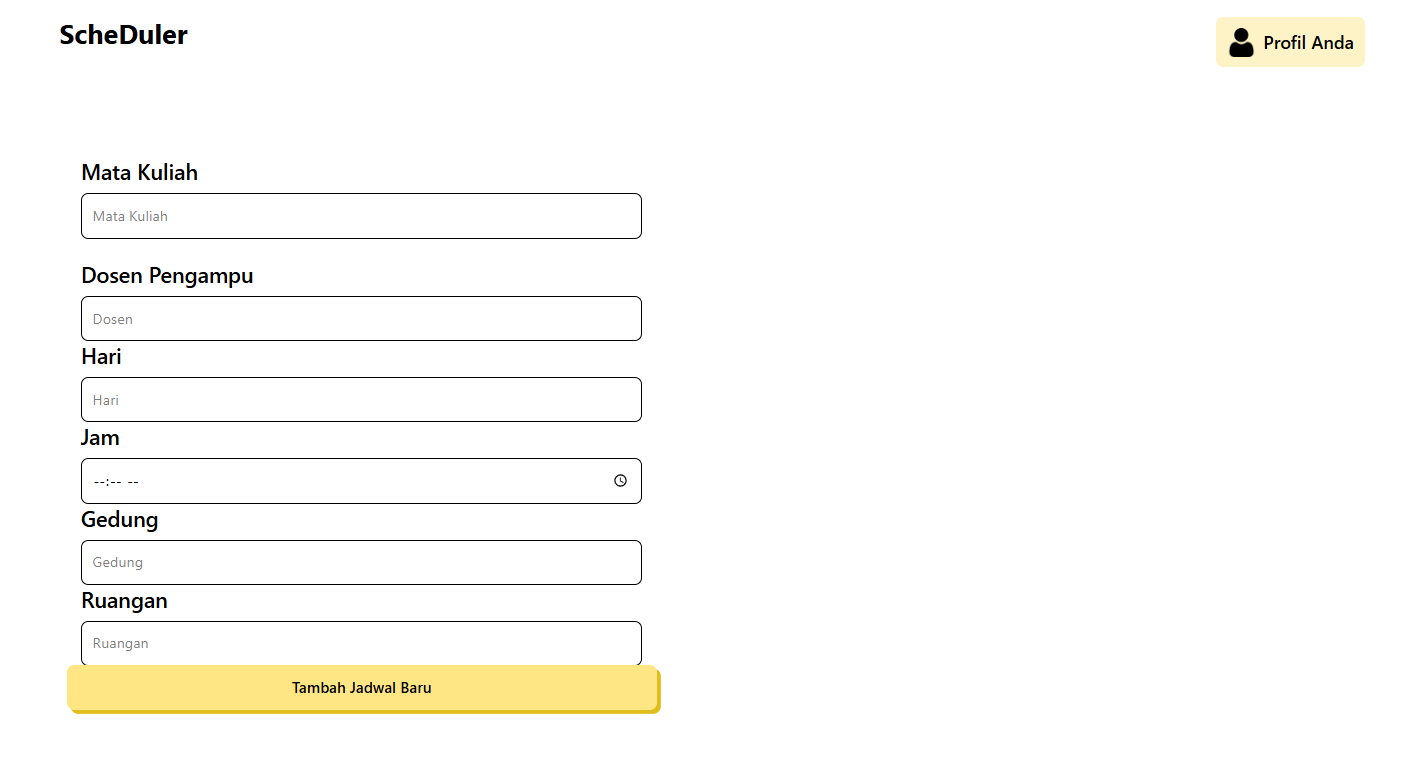 ScheDuler
Profil Anda
Mata Kuliah
Mata Kuliah
Dosen Pengampu
Dosen
Hari
Hari
Jam
--:-- --
Gedung
Gedung
Ruangan
Ruangan
Tambah Jadwal Baru